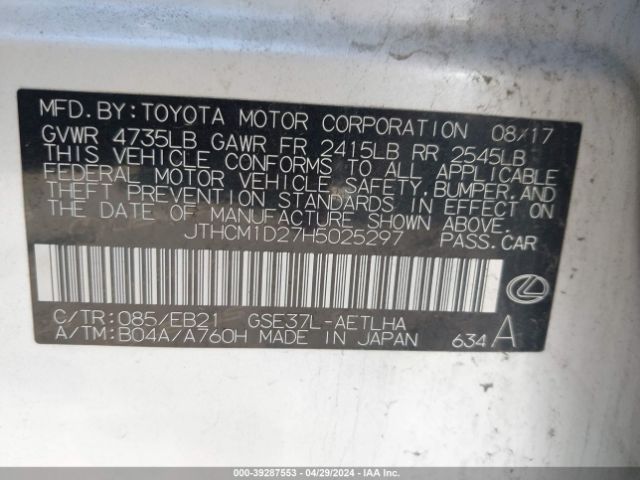 MFD. BY: TOYOTA MOTOR CORPORATION 08/17
GVWR 4735LB GAWR FR 2415LB RR 2545LB
THIS VEHICLE CONFORMS TO ALL APPLICABLE
FEDERAL MOTOR VEHICLE SAFETY, BUMPER, AND
THEFT PREVENTION STANDARDS IN EFFECT ON
THE DATE OF MANUFACTURE SHOWN ABOVE.
JTHCM1D27H5025297 PASS. CAR
C/TR: 085/EB21 GSE37L-AETLHA
A/TM: B04A/A760H MADE IN JAPAN 634 A
000-39287553 - 04/29/2024 - IAAI.com